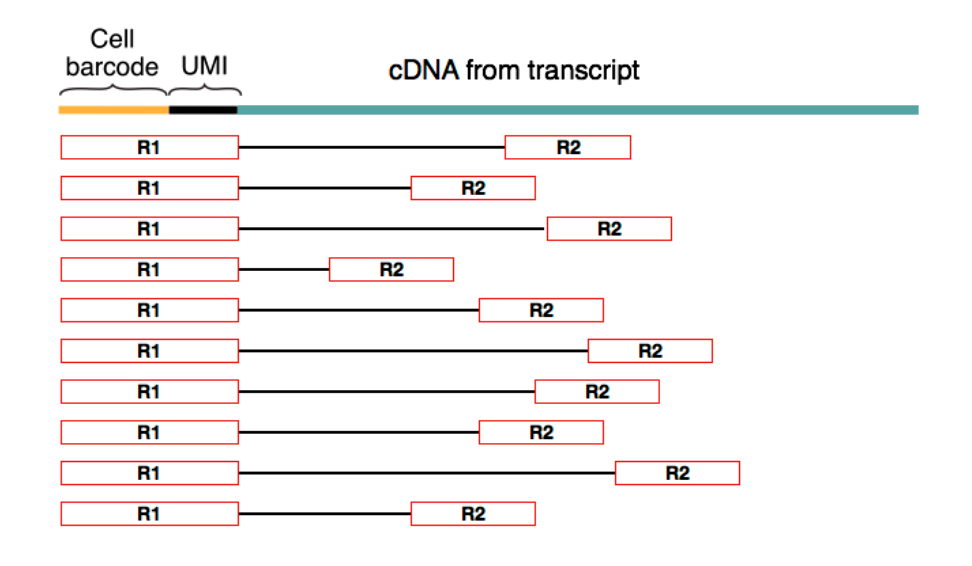 Cell
barcode UMI
cDNA from transcript
R1 R2
R1 R2
R1 R2
R1 R2
R1 R2
R1 R2
R1 R2
R1 R2
R1 R2
R1 R2